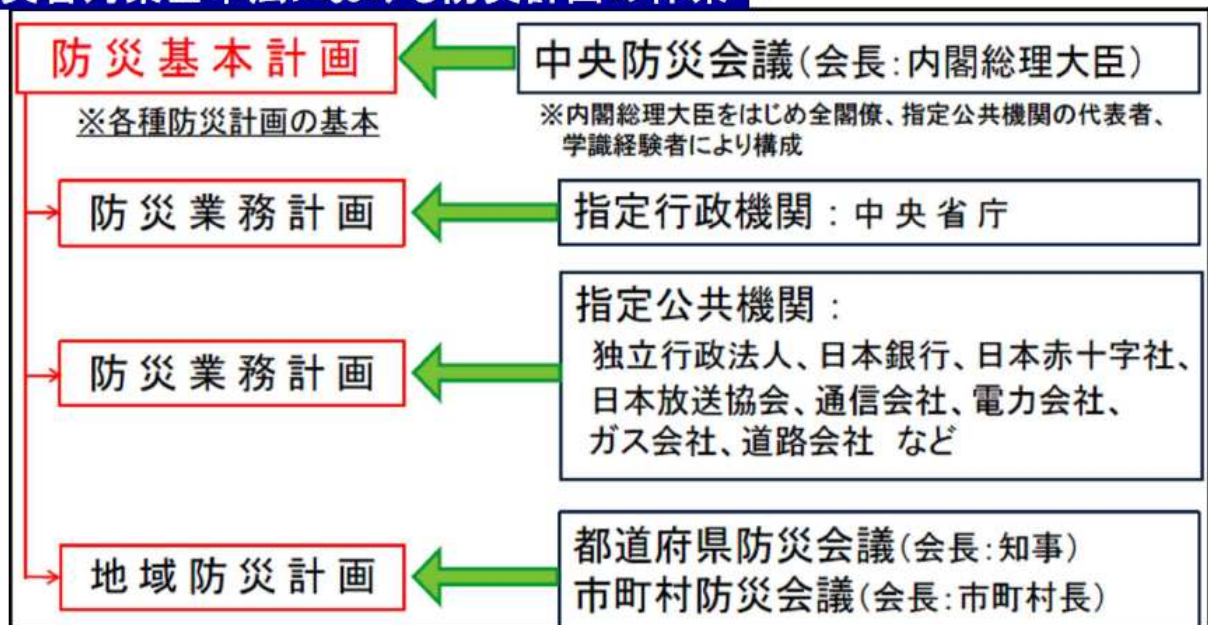 防災基本計画
中央防災会議(会長:内閣総理大臣)
※各種防災計画の基本
※内閣総理大臣をはじめ全閣僚、指定公共機関の代表者、
学識経験者により構成
防災業務計画
指定行政機関:中央省庁
防災業務計画
指定公共機関:
独立行政法人、日本銀行、日本赤十字社、
日本放送協会、通信会社、電力会社、
ガス会社、道路会社 など
地域防災計画
都道府県防災会議(会長:知事)
市町村防災会議(会長:市町村長)